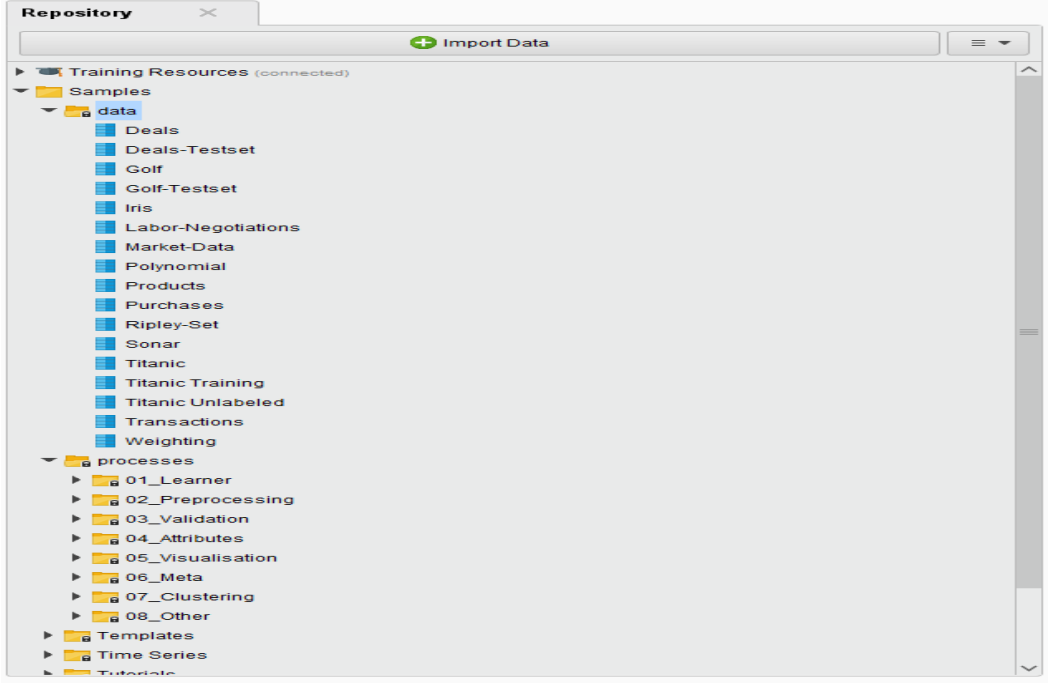 Repository
Import Data
Training Resources (connected)
Samples
data
Deals
Deals-Testset
Golf
Golf-Testset
Iris
Labor-Negotiations
Market-Data
Polynomial
Products
Purchases
Ripley-Set
Sonar
Titanic
Titanic Training
Titanic Unlabeled
Transactions
Weighting
processes
01_Learner
02_Preprocessing
03_Validation
04_Attributes
05_Visualisation
06_Meta
07_Clustering
08_Other
Templates
Time Series
Tutorials